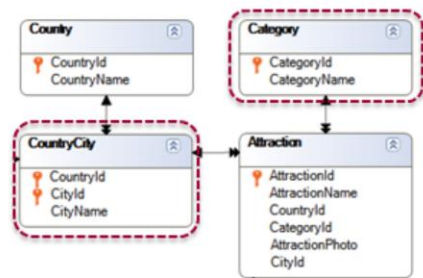 Country
CountryId
CountryName
Category
CategoryId
CategoryName
CountryCity
CountryId
CityId
CityName
Attraction
AttractionId
AttractionName
CountryId
CategoryId
AttractionPhoto
CityId